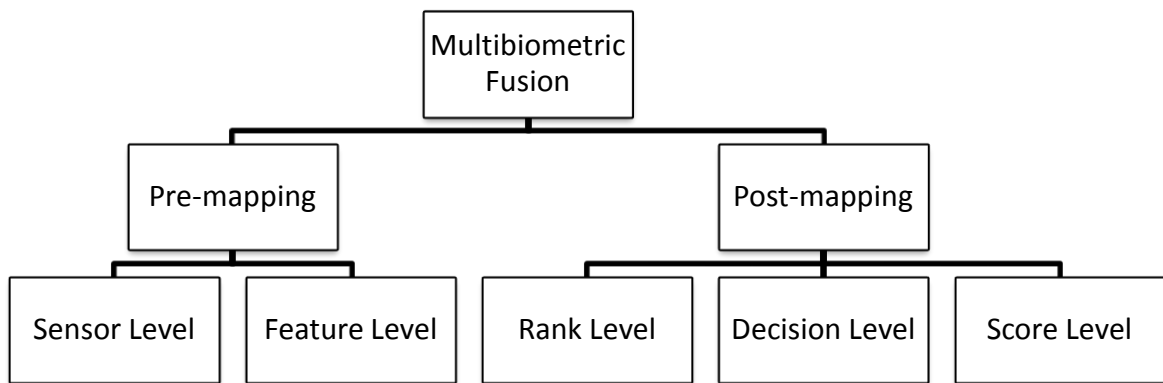 Multibiometric
Fusion
Pre-mapping
Post-mapping
Sensor Level
Feature Level
Rank Level
Decision Level
Score Level